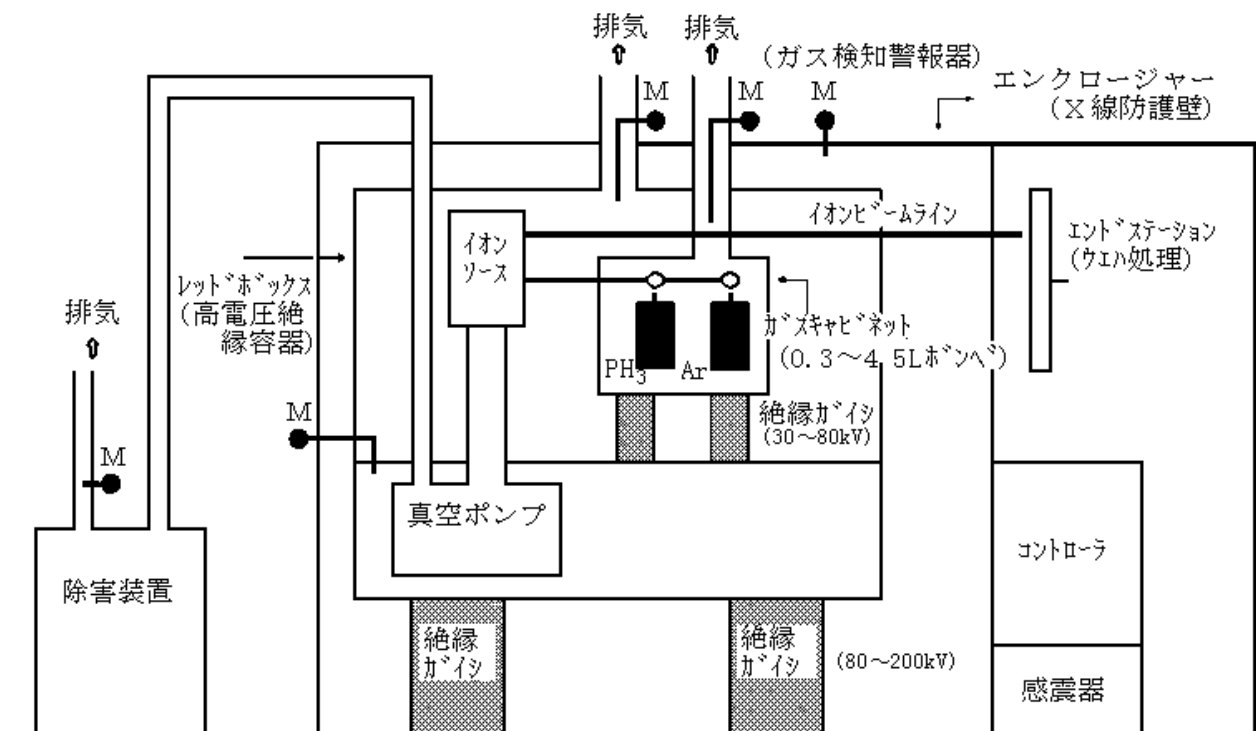 排気
排気
(ガス検知警報器)
M
M
M
エンクロージャー
(X線防護壁)
イオンビームライン
イオン
ソース
エンドステーション
(ウエハ処理)
レッドボックス
(高電圧絶
縁容器)
排気
ガスキャビネット
(0.3～4.5Lボンベ)
PH3
Ar
絶縁ガイシ
(30～80kV)
M
M
真空ポンプ
コントローラ
除害装置
絶縁
ガイシ
絶縁
ガイシ
(80～200kV)
感震器